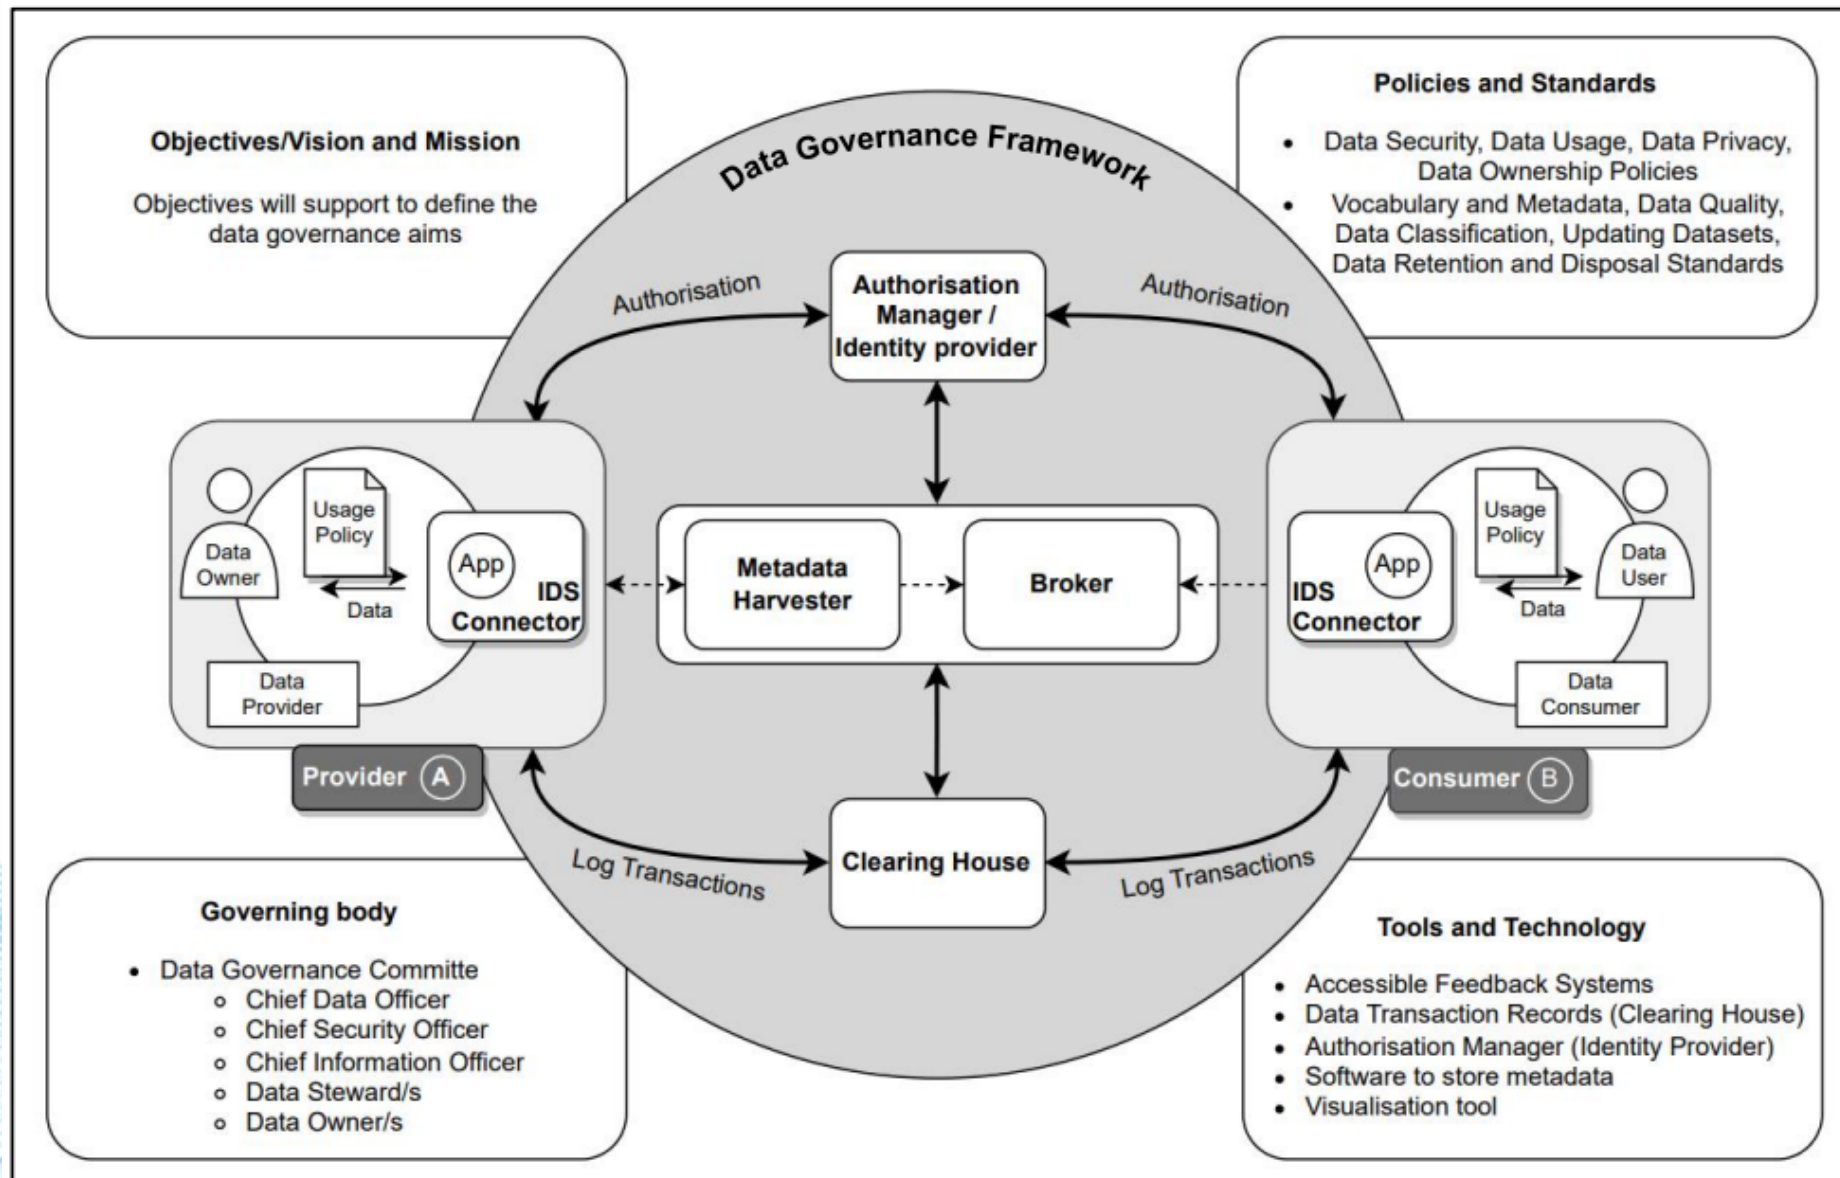 Objectives/Vision and Mission
Objectives will support to define the
data governance aims
Policies and Standards
• Data Security, Data Usage, Data Privacy,
Data Ownership Policies
• Vocabulary and Metadata, Data Quality,
Data Classification, Updating Datasets,
Data Retention and Disposal Standards
Data Governance Framework
Authorisation
Authorisation
Manager /
Identity provider
Authorisation
Data
Owner
Usage
Policy
Data
App
IDS
Connector
Data
Provider
Provider A
Metadada
Harvester
Broker
IDS
Connector
App
Usage
Policy
Data
Data
User
Data
Consumer
Consumer B
Log Transactions
Clearing House
Log Transactions
Governing body
• Data Governance Committe
Chief Data Officer
Chief Security Officer
Chief Information Officer
Data Steward/s
Data Owner/s
Tools and Technology
• Accessible Feedback Systems
• Data Transaction Records (Clearing House)
• Authorisation Manager (Identity Provider)
• Software to store metadata
• Visualisation tool